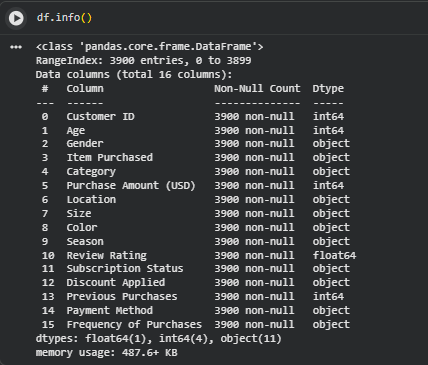 df.info()
<class 'pandas.core.frame.DataFrame'>
RangeIndex: 3900 entries, 0 to 3899
Data columns (total 16 columns):
 #   Column                  Non-Null Count  Dtype
---  ------                  --------------  -----
 0   Customer ID             3900 non-null   int64
 1   Age                     3900 non-null   int64
 2   Gender                  3900 non-null   object
 3   Item Purchased          3900 non-null   object
 4   Category                3900 non-null   object
 5   Purchase Amount (USD)   3900 non-null   int64
 6   Location                3900 non-null   object
 7   Size                    3900 non-null   object
 8   Color                   3900 non-null   object
 9   Season                  3900 non-null   object
 10  Review Rating           3900 non-null   float64
 11  Subscription Status     3900 non-null   object
 12  Discount Applied        3900 non-null   object
 13  Previous Purchases      3900 non-null   int64
 14  Payment Method          3900 non-null   object
 15  Frequency of Purchases  3900 non-null   object
dtypes: float64(1), int64(4), object(11)
memory usage: 487.6+ KB